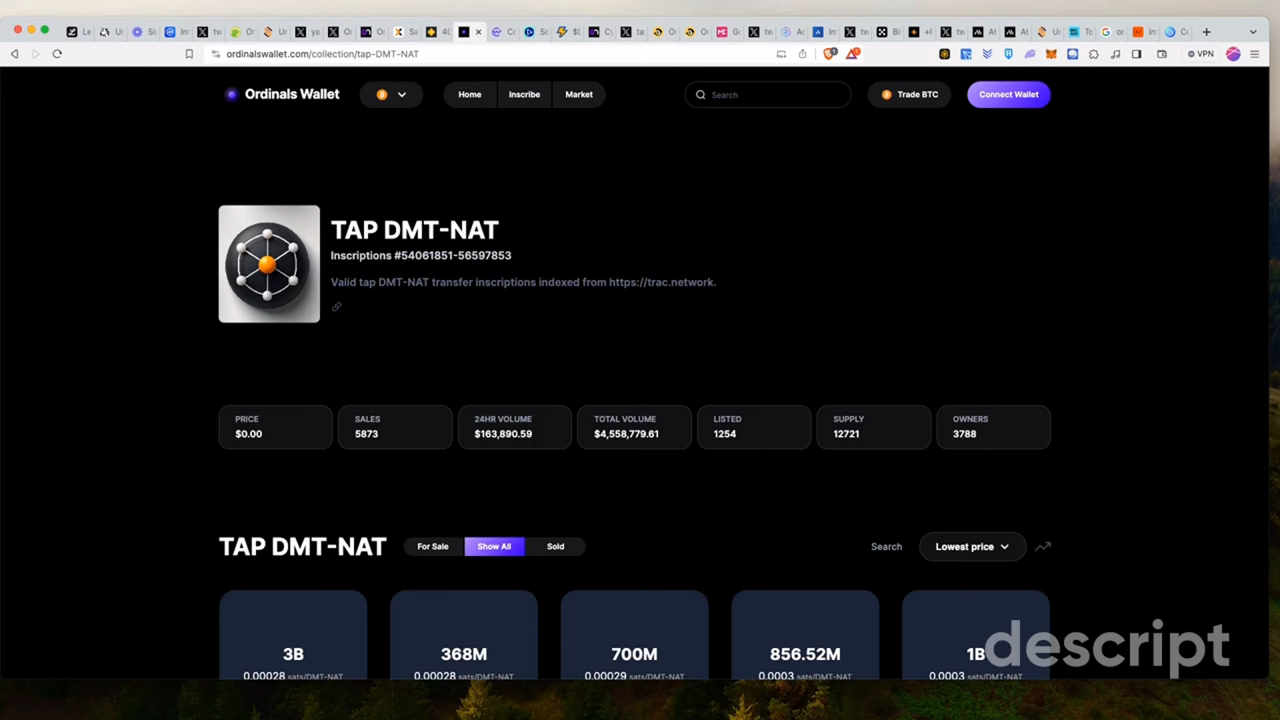 ordinalswallet.com/collection/tap-DMT-NAT
VPN
Ordinals Wallet
Home
Inscribe
Market
Search
Trade BTC
Connect Wallet
TAP DMT-NAT
Inscriptions #54061851-56597853
Valid tap DMT-NAT transfer inscriptions indexed from https://trac.network.
PRICE
$0.00
SALES
5873
24HR VOLUME
$163,890.59
TOTAL VOLUME
$4,558,779.61
LISTED
1254
SUPPLY
12721
OWNERS
3788
TAP DMT-NAT
For Sale
Show All
Sold
Search
Lowest price
3B
368M
700M
856.52M
1B
0.00028 sats/DMT-NAT
0.00028 sats/DMT-NAT
0.00029 sats/DMT-NAT
0.0003 sats/DMT-NAT
0.0003 sats/DMT-NAT
descript